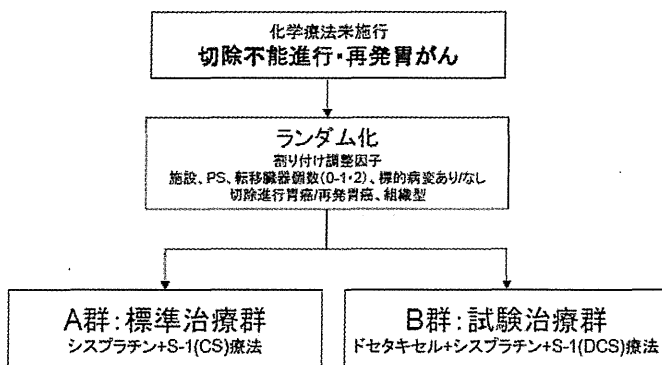 化学療法未施行
切除不能進行・再発胃がん
ランダム化
割り付け調整因子
施設、PS、転移臓器個数(0-1・2)、標的病変あり/なし
切除進行胃癌/再発胃癌、組織型
A群:標準治療群
シスプラチン+S-1(CS)療法
B群:試験治療群
ドセタキセル+シスプラチン+S-1(DCS)療法